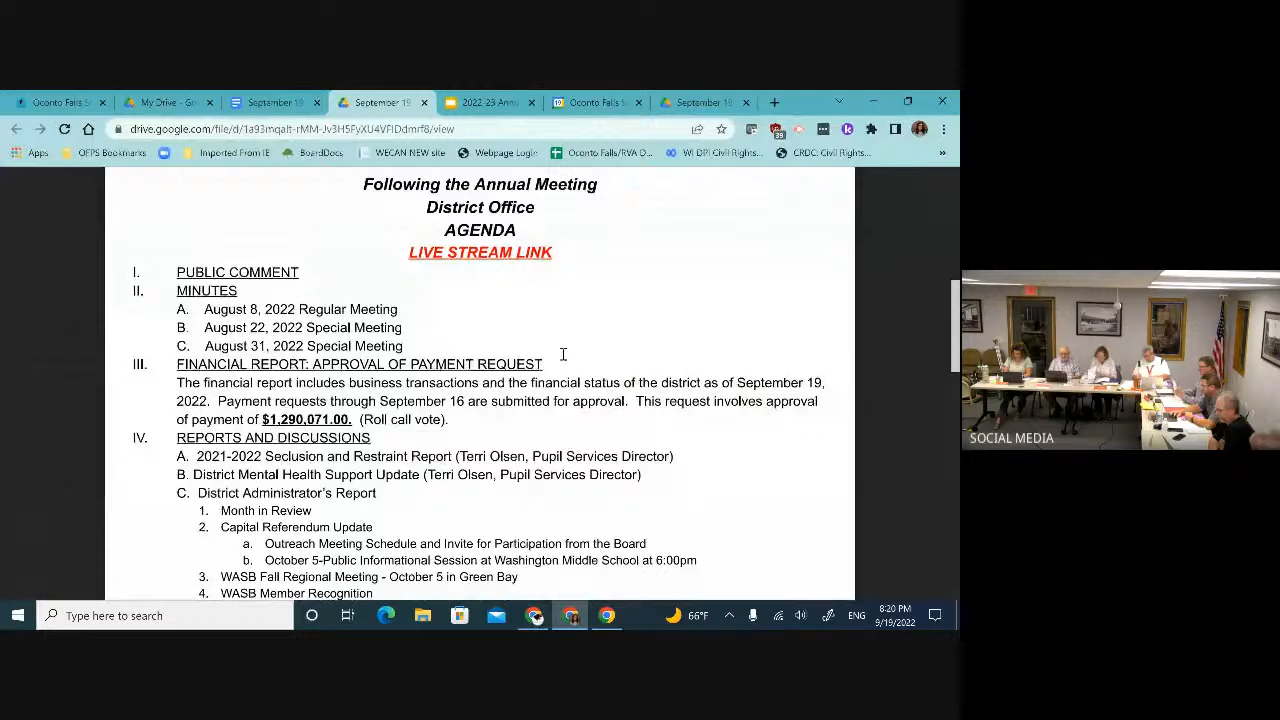 Oconto Falls S
My Drive - Go
September 19
September 19
2022-23 Annu
Oconto Falls S
September 18
drive.google.com/file/d/1a93mqalt-rMM-Jv3H5FyXU4VFIDdmrf8/view
39
Apps
OFPS Bookmarks
Imported From IE
BoardDocs
WECAN NEW site
Webpage Login
Oconto Falls/RVA D...
WI DPI Civil Rights...
CRDC: Civil Rights...
»
Following the Annual Meeting
District Office
AGENDA
LIVE STREAM LINK
I. PUBLIC COMMENT
II. MINUTES
A. August 8, 2022 Regular Meeting
B. August 22, 2022 Special Meeting
C. August 31, 2022 Special Meeting
III. FINANCIAL REPORT: APPROVAL OF PAYMENT REQUEST
The financial report includes business transactions and the financial status of the district as of September 19,
2022. Payment requests through September 16 are submitted for approval. This request involves approval
of payment of $1,290,071.00. (Roll call vote).
IV. REPORTS AND DISCUSSIONS
A. 2021-2022 Seclusion and Restraint Report (Terri Olsen, Pupil Services Director)
B. District Mental Health Support Update (Terri Olsen, Pupil Services Director)
C. District Administrator's Report
1. Month in Review
2. Capital Referendum Update
a. Outreach Meeting Schedule and Invite for Participation from the Board
b. October 5-Public Informational Session at Washington Middle School at 6:00pm
3. WASB Fall Regional Meeting - October 5 in Green Bay
4. WASB Member Recognition
SOCIAL MEDIA
Type here to search
66°F
ENG
8:20 PM
9/19/2022